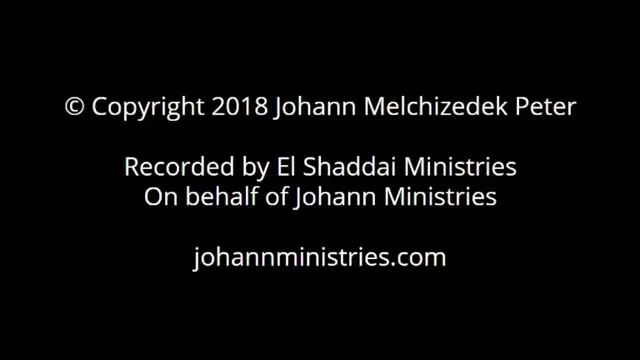 © Copyright 2018 Johann Melchizedek Peter
Recorded by El Shaddai Ministries
On behalf of Johann Ministries
johannministries.com